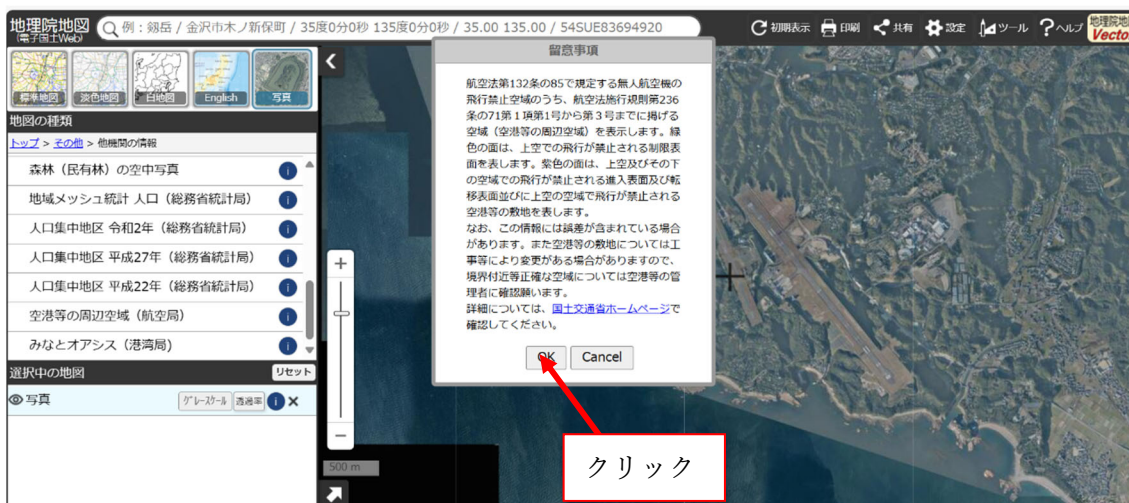 地理院地図
(電子国土Web)
例：剱岳 / 金沢市木ノ新保町 / 35度0分0秒 135度0分0秒 / 35.00 135.00 / 54SUE83694920
初期表示
印刷
共有
設定
ツール
ヘルプ
地理院地図
Vector
標準地図
淡色地図
白地図
English
写真
地図の種類
トップ > その他 > 他機関の情報
森林（民有林）の空中写真
地域メッシュ統計 人口（総務省統計局）
人口集中地区 令和2年（総務省統計局）
人口集中地区 平成27年（総務省統計局）
人口集中地区 平成22年（総務省統計局）
空港等の周辺空域（航空局）
みなとオアシス（港湾局)
選択中の地図
リセット
写真
グレースケール
透過率
留意事項
航空法第132条の85で規定する無人航空機の
飛行禁止空域のうち、航空法施行規則第236
条の71第１項第1号から第３号までに掲げる
空域（空港等の周辺空域）を表示します。緑
色の面は、上空での飛行が禁止される制限表
面を表します。紫色の面は、上空及びその下
の空域での飛行が禁止される進入表面及び転
移表面並びに上空の空域で飛行が禁止される
空港等の敷地を表します。
なお、この情報には誤差が含まれている場合
があります。また空港等の敷地については工
事等により変更がある場合がありますので、
境界付近等正確な空域については空港等の管
理者に確認願います。
詳細については、国土交通省ホームページで
確認してください。
OK
Cancel
クリック
500 m